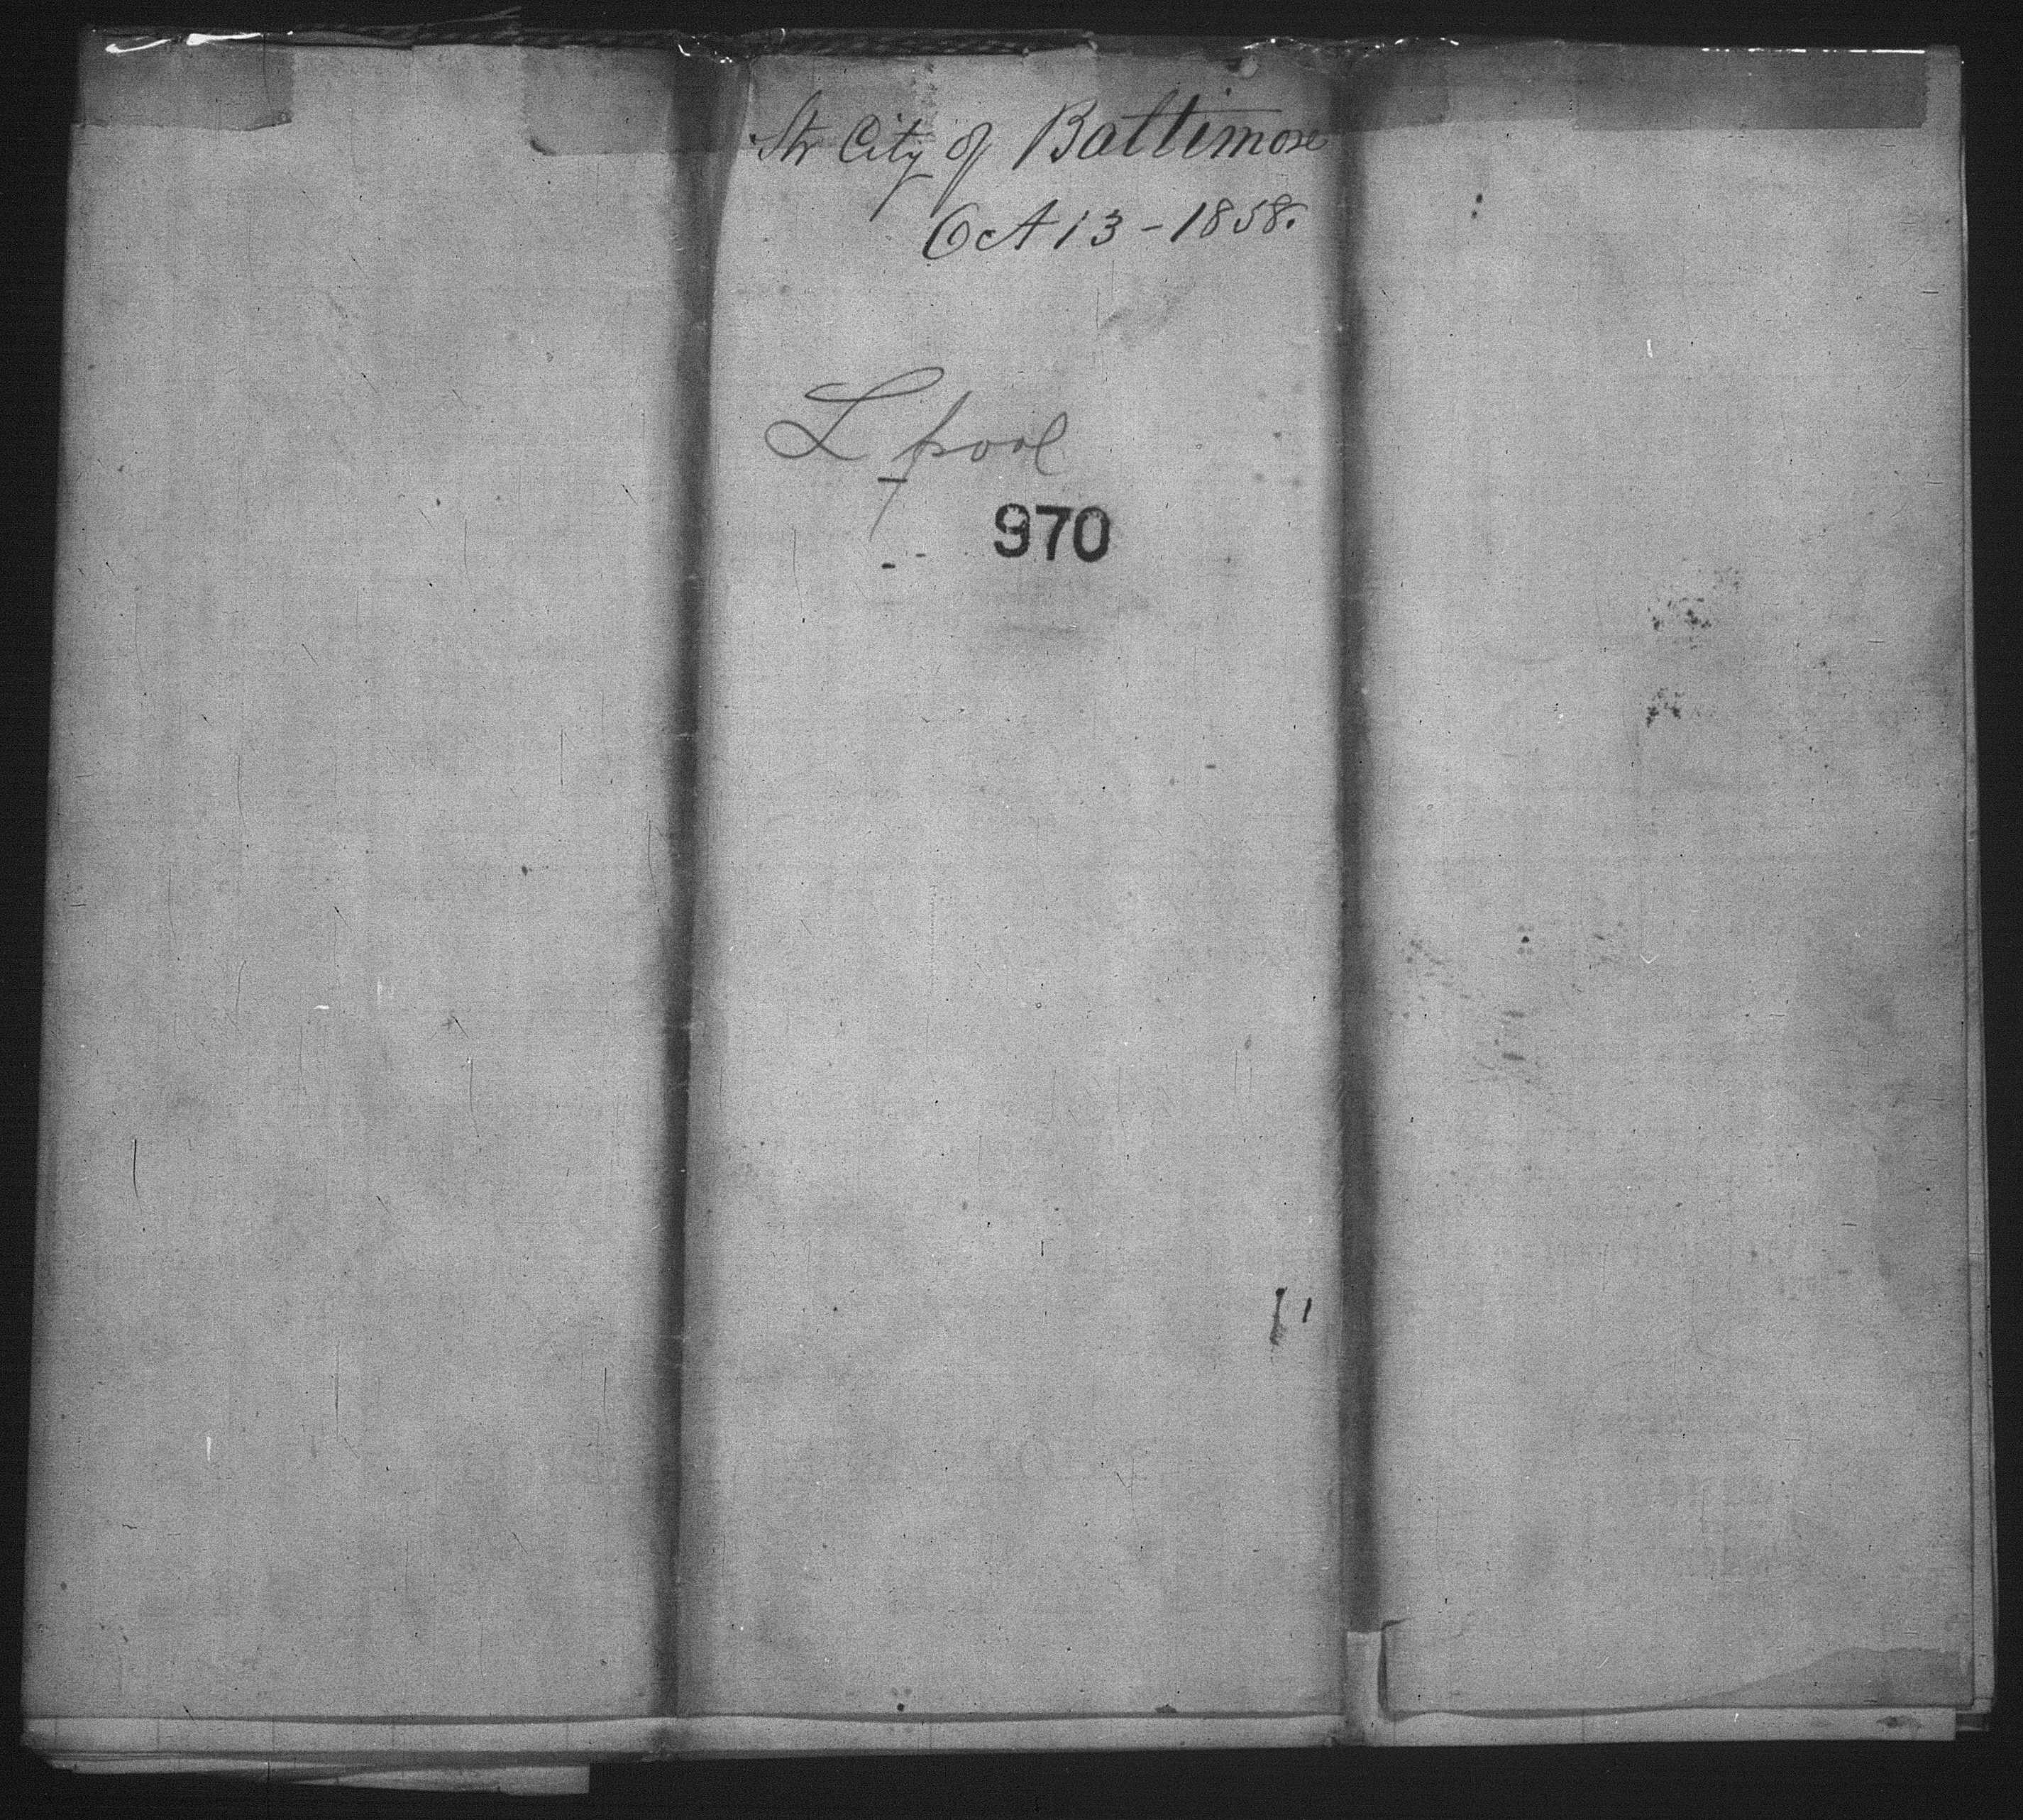 Str City of Baltimore
Oct 13 - 1858.
L pool
970